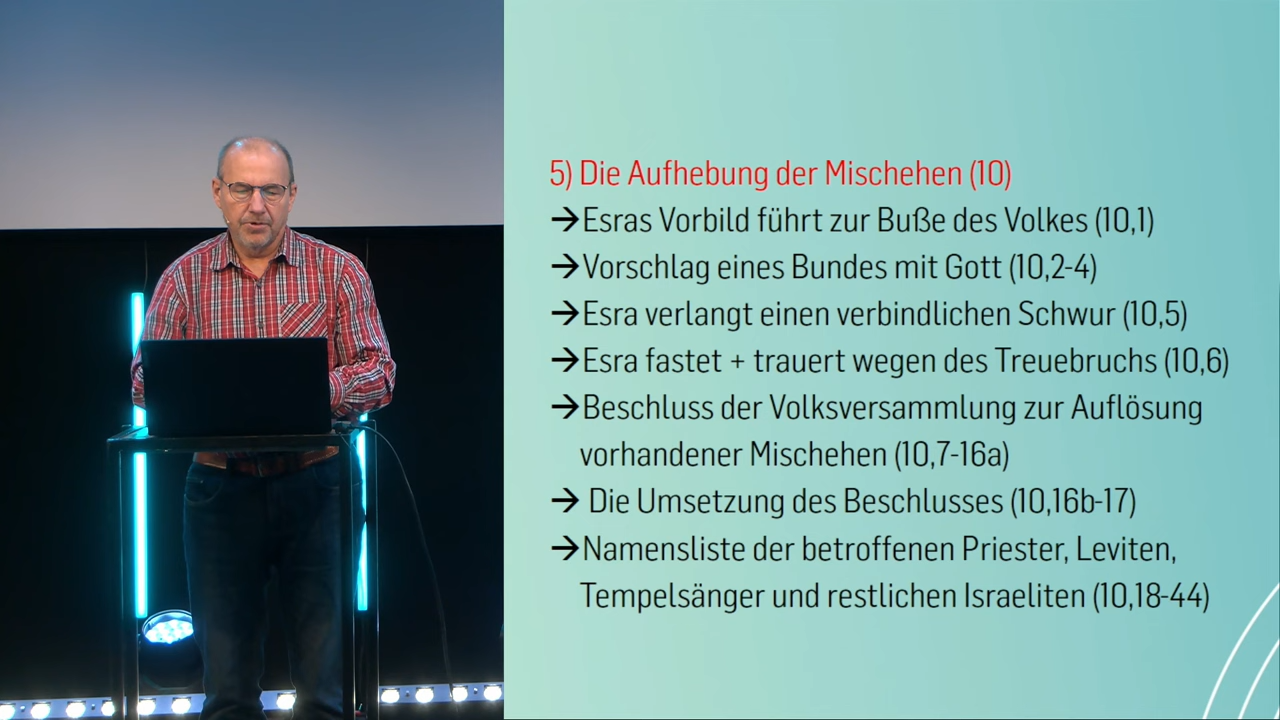 5) Die Aufhebung der Mischehen (10)
→Esras Vorbild führt zur Buße des Volkes (10,1)
→Vorschlag eines Bundes mit Gott (10,2-4)
→Esra verlangt einen verbindlichen Schwur (10,5)
→Esra fastet + trauert wegen des Treuebruchs (10,6)
→Beschluss der Volksversammlung zur Auflösung
vorhandener Mischehen (10,7-16a)
→ Die Umsetzung des Beschlusses (10,16b-17)
→Namensliste der betroffenen Priester, Leviten,
Tempelsänger und restlichen Israeliten (10,18-44)